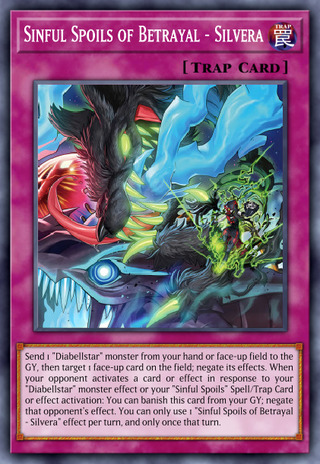 Sinful Spoils of Betrayal - Silvera
TRAP
罠
[Trap Card]
Send 1 "Diabellstar" monster from your hand or face-up field to the
GY, then target 1 face-up card on the field; negate its effects. When
your opponent activates a card or effect in response to your
"Diabellstar" monster effect or your "Sinful Spoils" Spell/Trap Card
or effect activation: You can banish this card from your GY; negate
that opponent's effect. You can only use 1 "Sinful Spoils of Betrayal
- Silvera" effect per turn, and only once that turn.